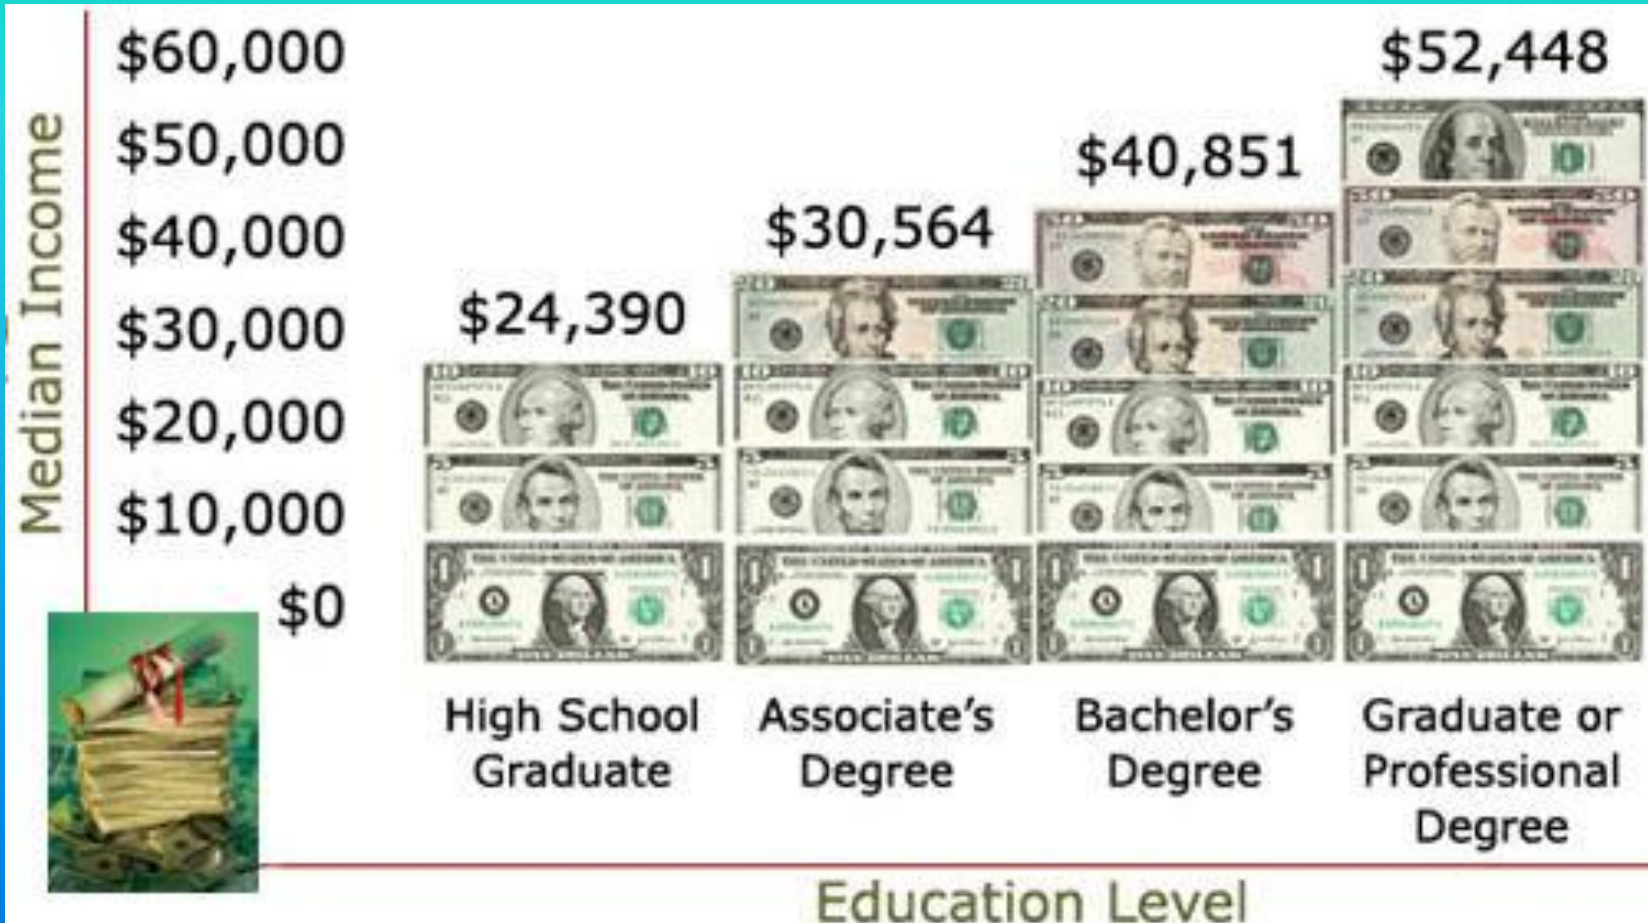 $60,000
$50,000
$40,000
$30,000
$20,000
$10,000
$0
Median Income
$24,390
$30,564
$40,851
$52,448
High School
Graduate
Associate's
Degree
Bachelor's
Degree
Graduate or
Professional
Degree
Education Level